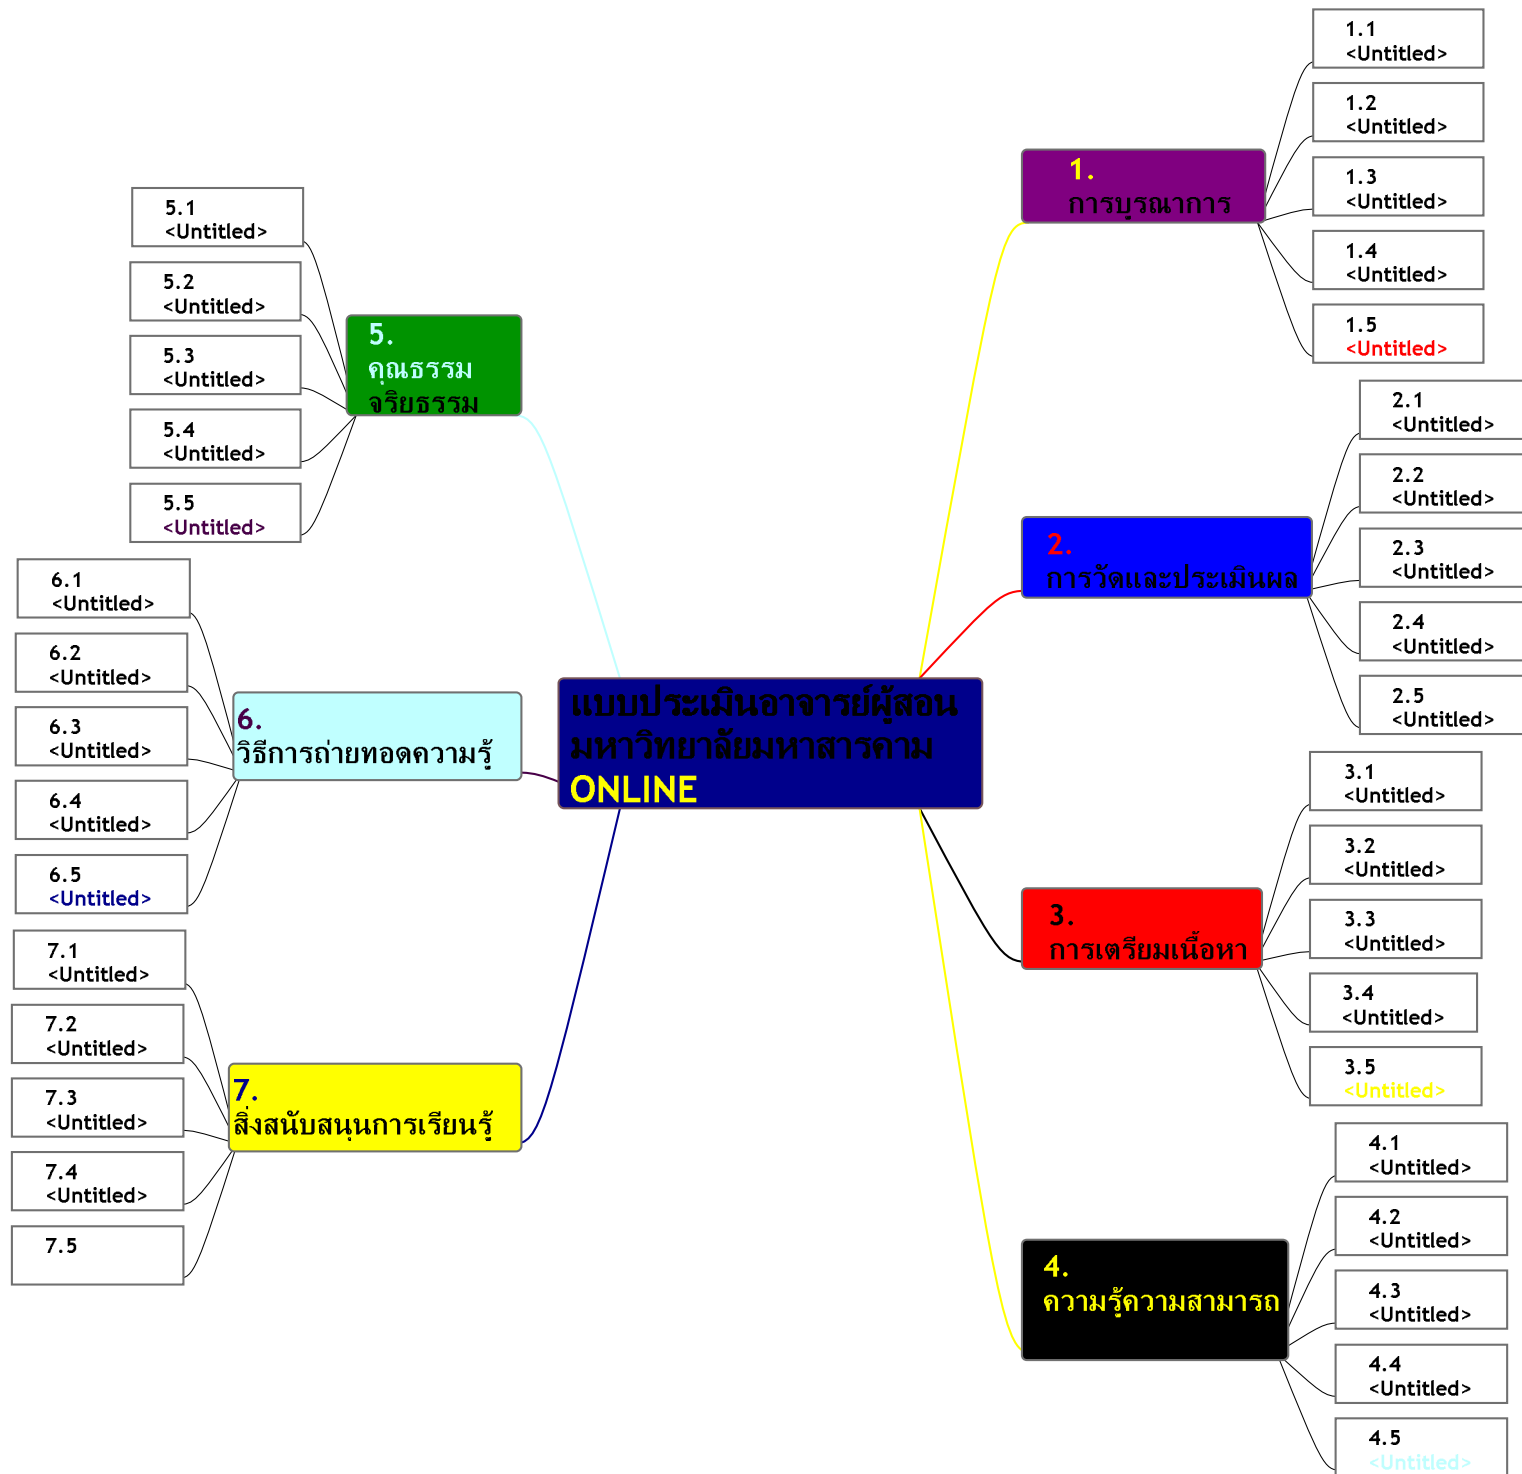 แบบประเมินอาจารย์ผู้สอน
มหาวิทยาลัยมหาสารคาม
ONLINE
1.
การบูรณาการ
1.1
<Untitled>
1.2
<Untitled>
1.3
<Untitled>
1.4
<Untitled>
1.5
<Untitled>
2.
การวัดและประเมินผล
2.1
<Untitled>
2.2
<Untitled>
2.3
<Untitled>
2.4
<Untitled>
2.5
<Untitled>
3.
การเตรียมเนื้อหา
3.1
<Untitled>
3.2
<Untitled>
3.3
<Untitled>
3.4
<Untitled>
3.5
<Untitled>
4.
ความรู้ความสามารถ
4.1
<Untitled>
4.2
<Untitled>
4.3
<Untitled>
4.4
<Untitled>
4.5
<Untitled>
5.
คุณธรรม
จริยธรรม
5.1
<Untitled>
5.2
<Untitled>
5.3
<Untitled>
5.4
<Untitled>
5.5
<Untitled>
6.
วิธีการถ่ายทอดความรู้
6.1
<Untitled>
6.2
<Untitled>
6.3
<Untitled>
6.4
<Untitled>
6.5
<Untitled>
7.
สิ่งสนับสนุนการเรียนรู้
7.1
<Untitled>
7.2
<Untitled>
7.3
<Untitled>
7.4
<Untitled>
7.5